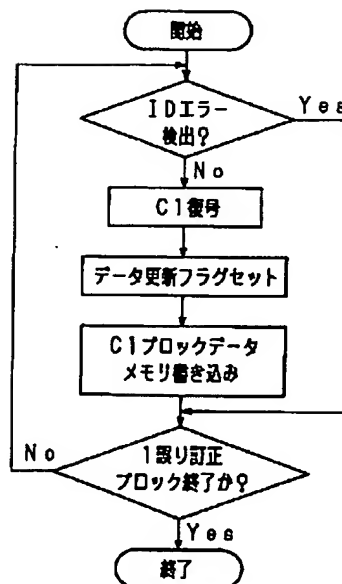 開始
IDエラー
検出?
Yes
No
C1復号
データ更新フラグセット
C1ブロックデータ
メモリ書き込み
No
1誤り訂正
ブロック終了か?
Yes
終了